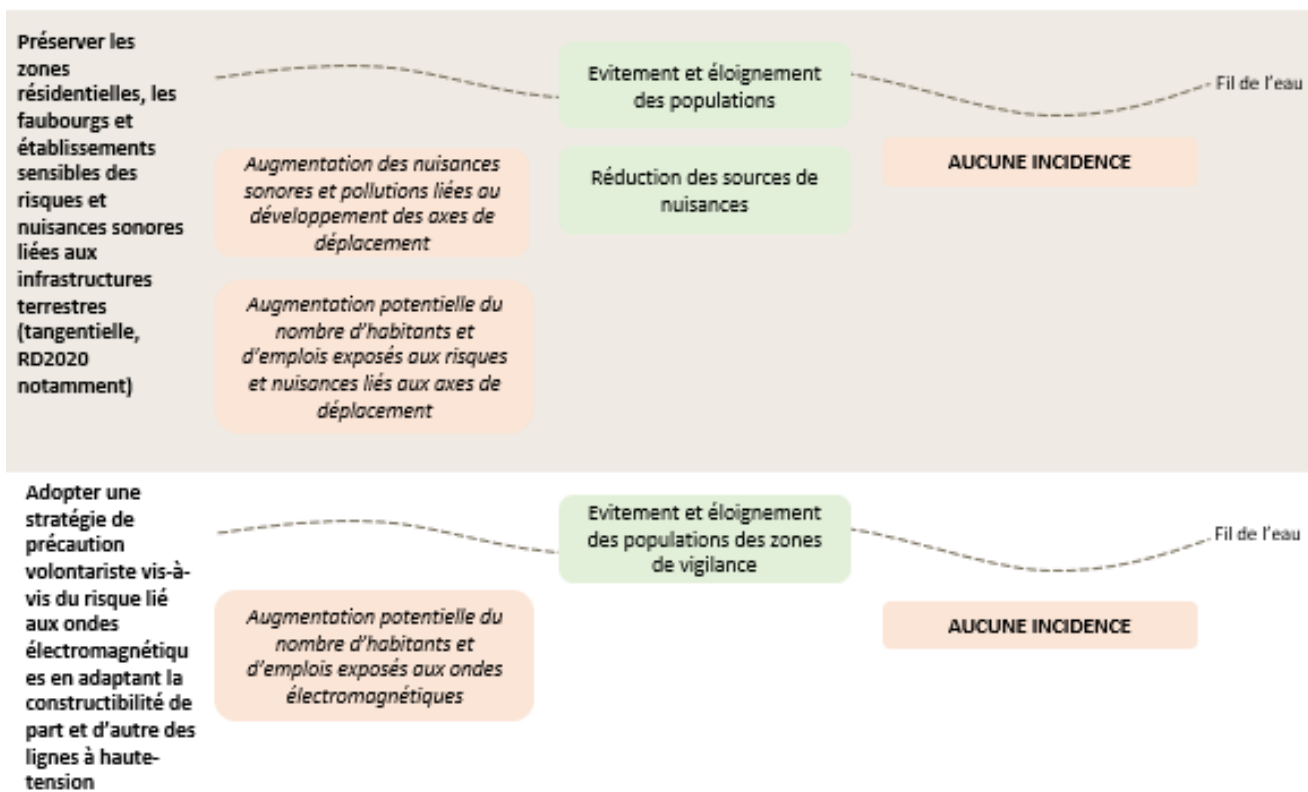 Préserver les
zones
résidentielles, les
faubourgs et
établissements
sensibles des
risques et
nuisances sonores
liées aux
infrastructures
terrestres
(tangentielle,
RD2020
notamment)
Augmentation des nuisances
sonores et pollutions liées au
développement des axes de
déplacement
Augmentation potentielle du
nombre d'habitants et
d'emplois exposés aux risques
et nuisances liés aux axes de
déplacement
Evitement et éloignement
des populations
Réduction des sources de
nuisances
Fil de l'eau
AUCUNE INCIDENCE
Adopter une
stratégie de
précaution
volontariste vis-à-
vis du risque lié
aux ondes
électromagnétiqu
es en adaptant la
constructibilité de
part et d'autre des
lignes à haute-
tension
Augmentation potentielle du
nombre d'habitants et
d'emplois exposés aux ondes
électromagnétiques
Evitement et éloignement
des populations des zones
de vigilance
Fil de l'eau
AUCUNE INCIDENCE